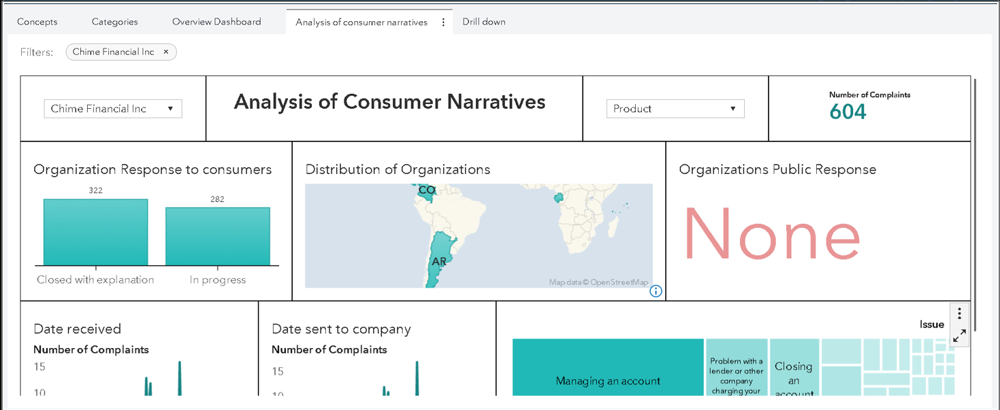 Concepts
Categories
Overview Dashboard
Analysis of consumer narratives
Drill down
Filters:
Chime Financial Inc ×
Chime Financial Inc
Analysis of Consumer Narratives
Product
Number of Complaints
604
Organization Response to consumers
322
282
Closed with explanation
In progress
Distribution of Organizations
CO
AR
Map data © OpenStreetMap
Organizations Public Response
None
Date received
Number of Complaints
15
10
Date sent to company
Number of Complaints
15
10
Issue
Managing an account
Problem with a
lender or other
company
charging your
Closing
an
account